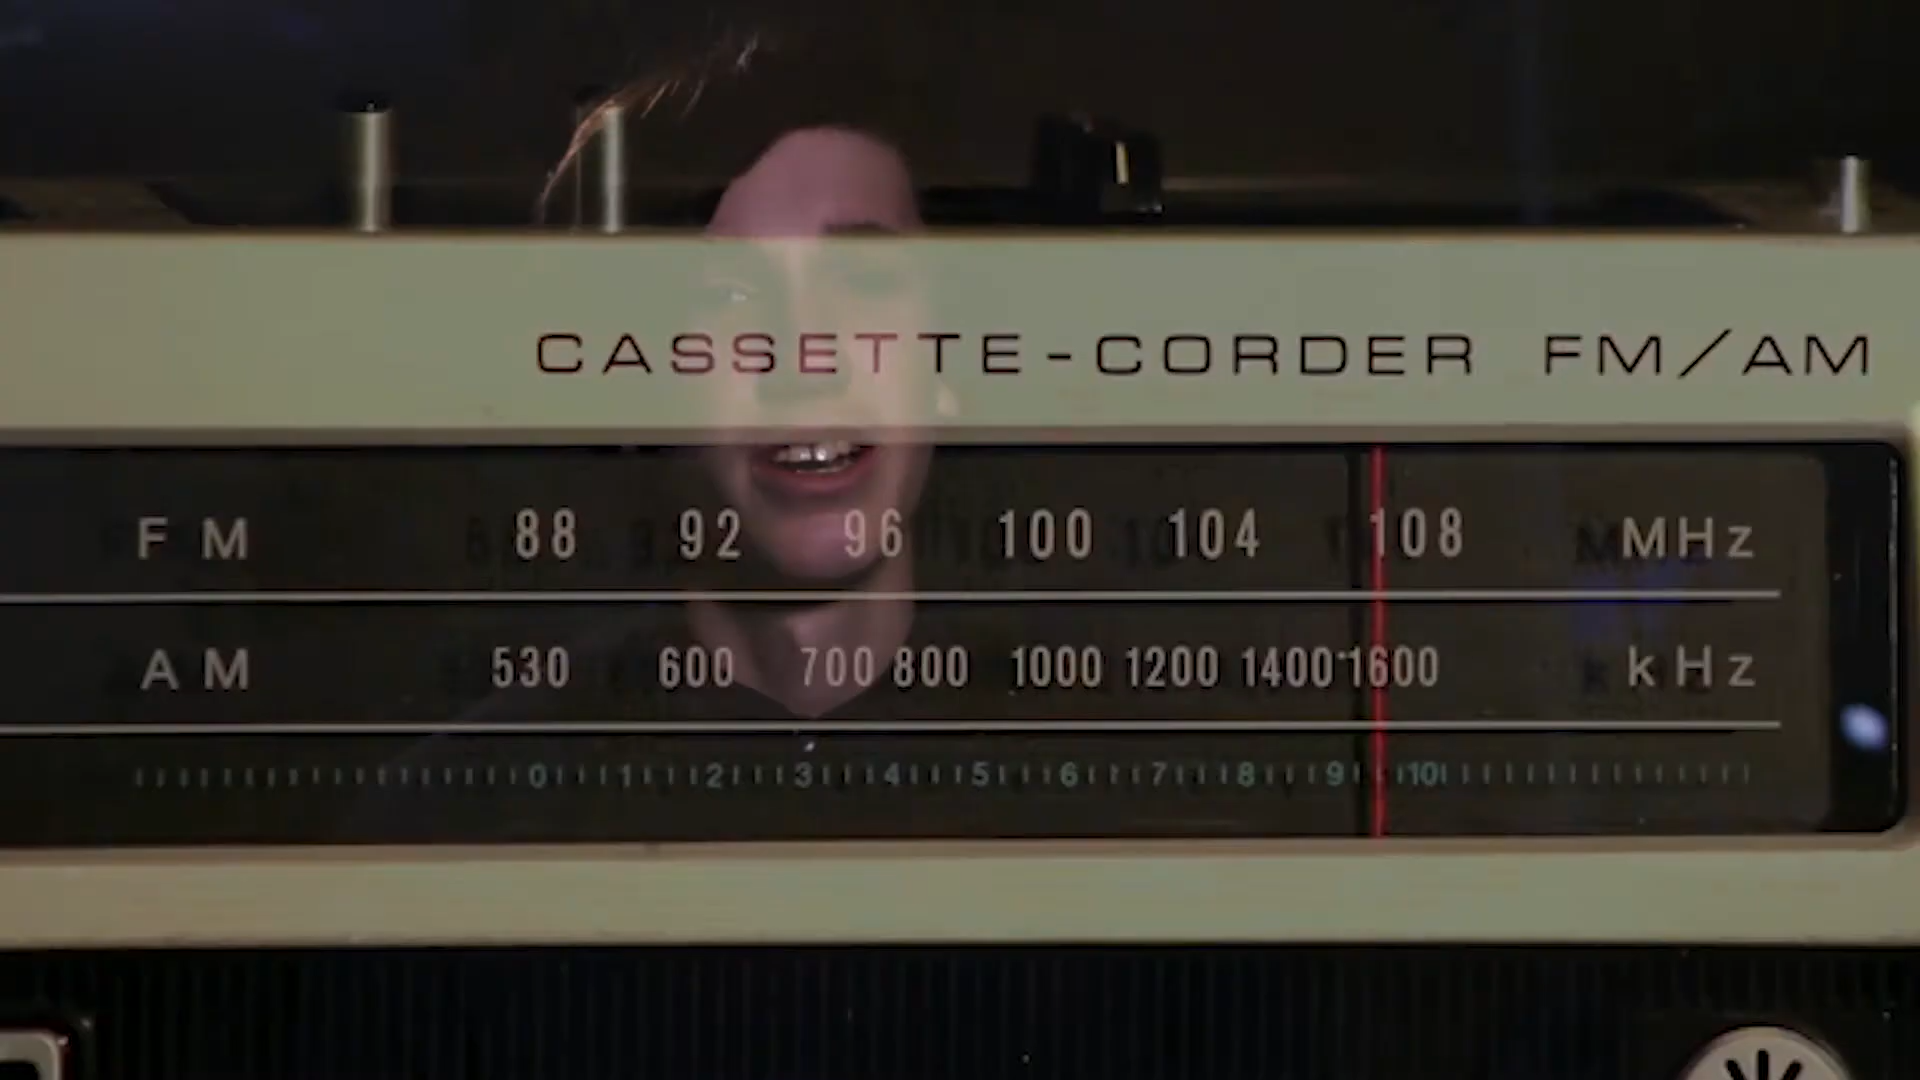 CASSETTE-CORDER FM/AM
FM 88 92 96 100 104 108 MHz
AM 530 600 700 800 1000 1200 1400 1600 kHz
0 1 2 3 4 5 6 7 8 9 10